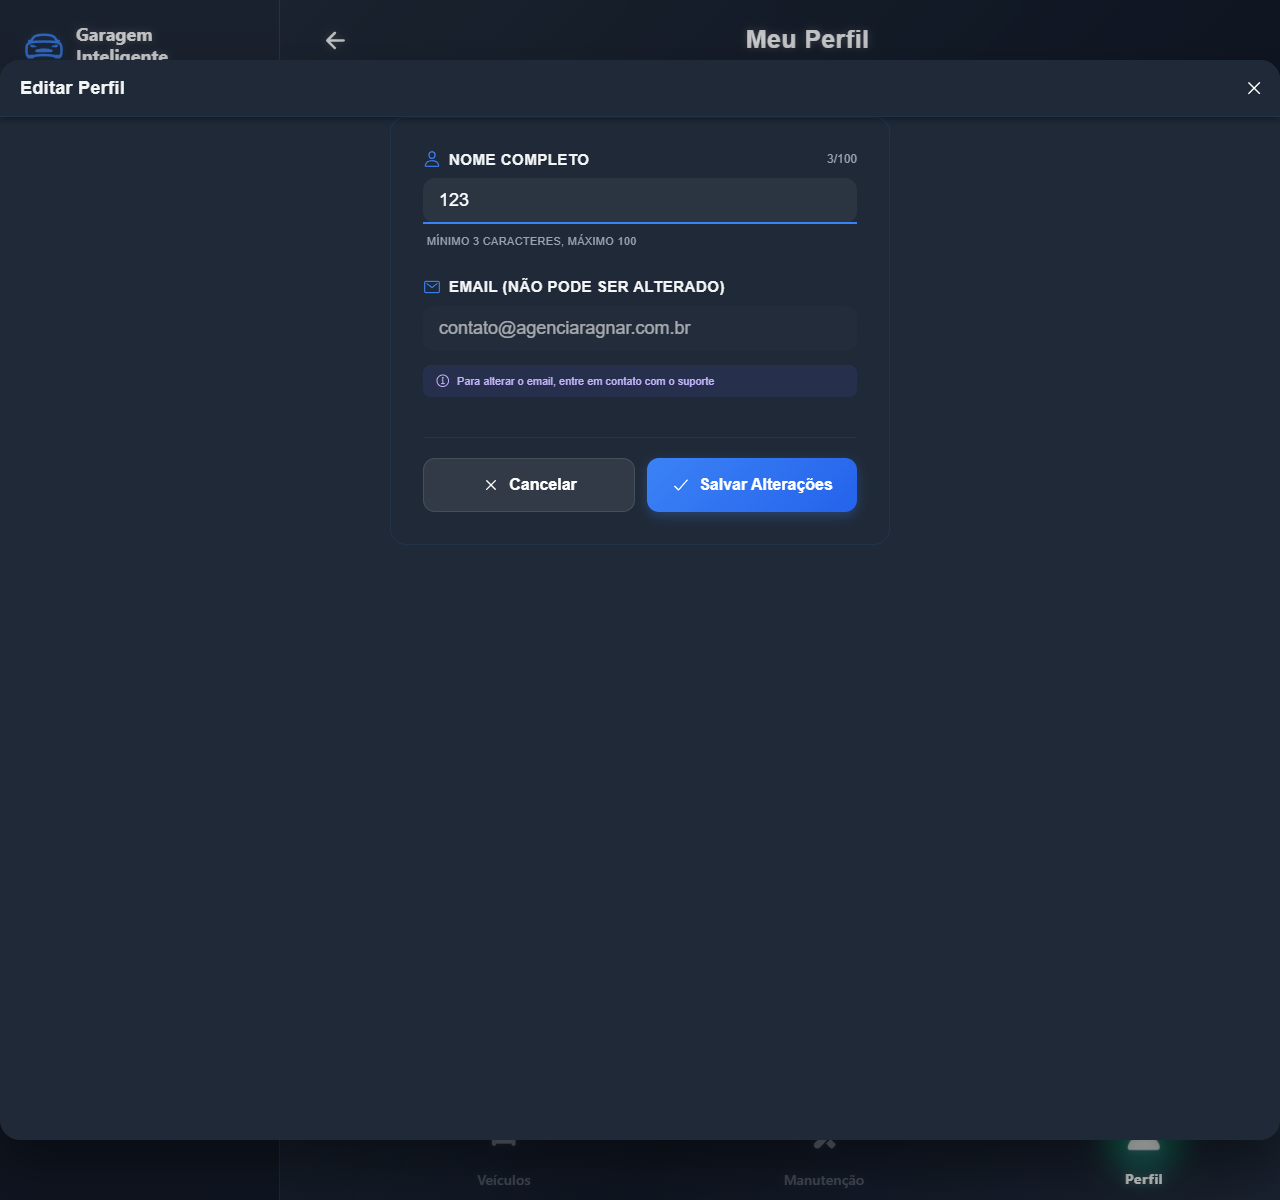 Garagem
Inteligente
Meu Perfil
Editar Perfil
NOME COMPLETO
3/100
123
MÍNIMO 3 CARACTERES, MÁXIMO 100
EMAIL (NÃO PODE SER ALTERADO)
contato@agenciaragnar.com.br
Para alterar o email, entre em contato com o suporte
Cancelar
Salvar Alterações
Veículos
Manutenção
Perfil